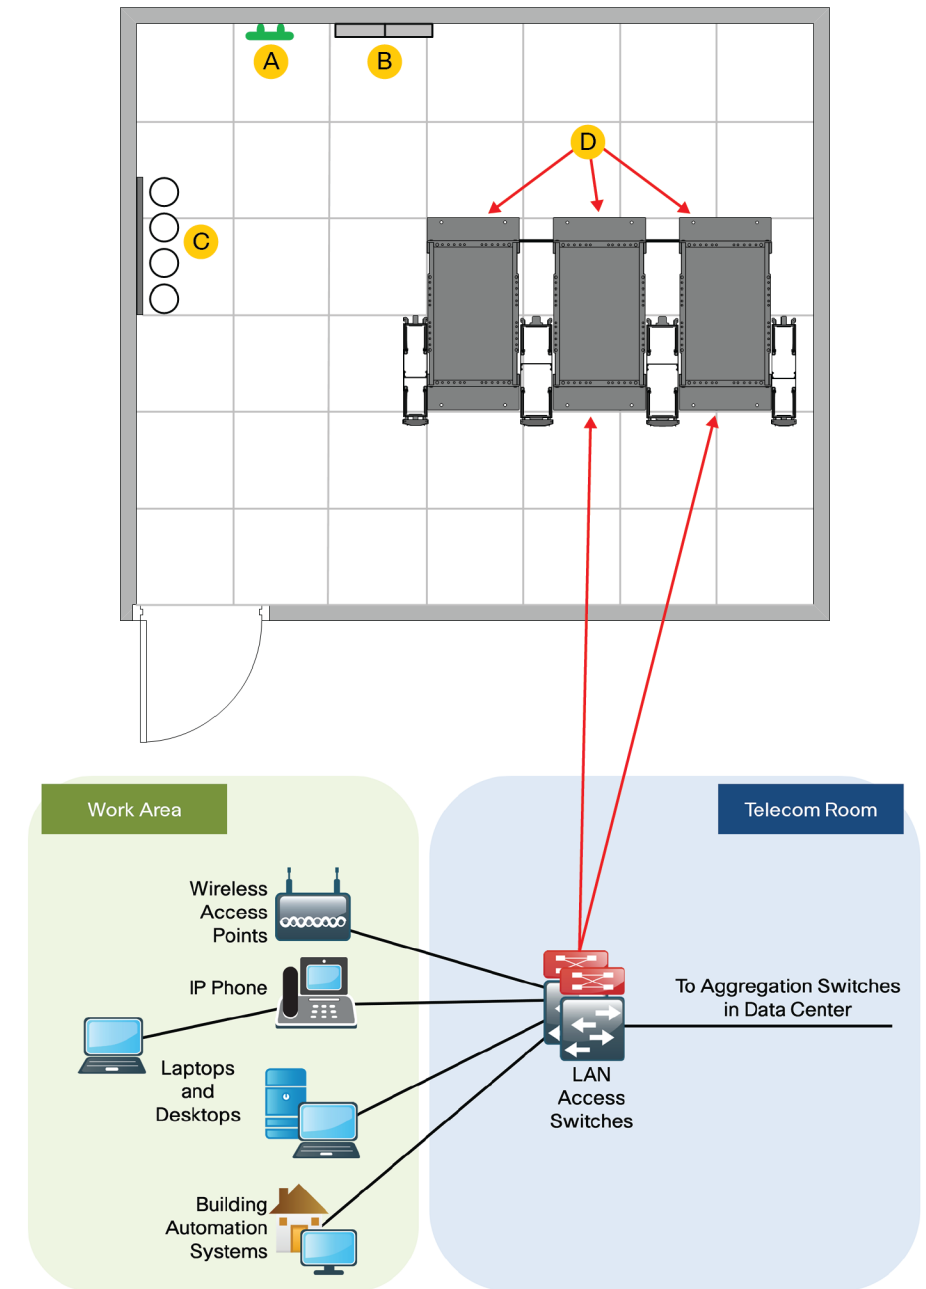 A
B
D
C
Work Area
Telecom Room
Wireless
Access
Points
IP Phone
To Aggregation Switches
in Data Center
Laptops
and
Desktops
LAN
Access
Switches
Building
Automation
Systems